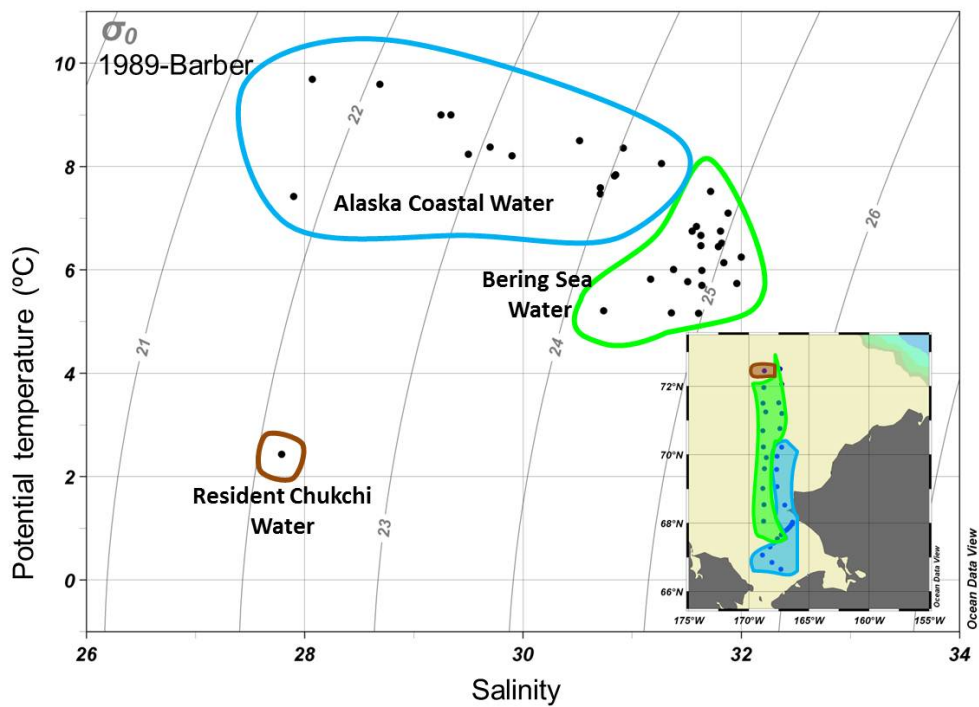 σ0
1989-Barber
Potential temperature (ºC)
10
8
6
4
2
0
26
28
30
32
34
Salinity
21
22
23
24
25
26
Alaska Coastal Water
Bering Sea
Water
Resident Chukchi
Water
72°N
70°N
68°N
66°N
175°W
170°W
165°W
160°W
155°W
Ocean Data View
Ocean Data View